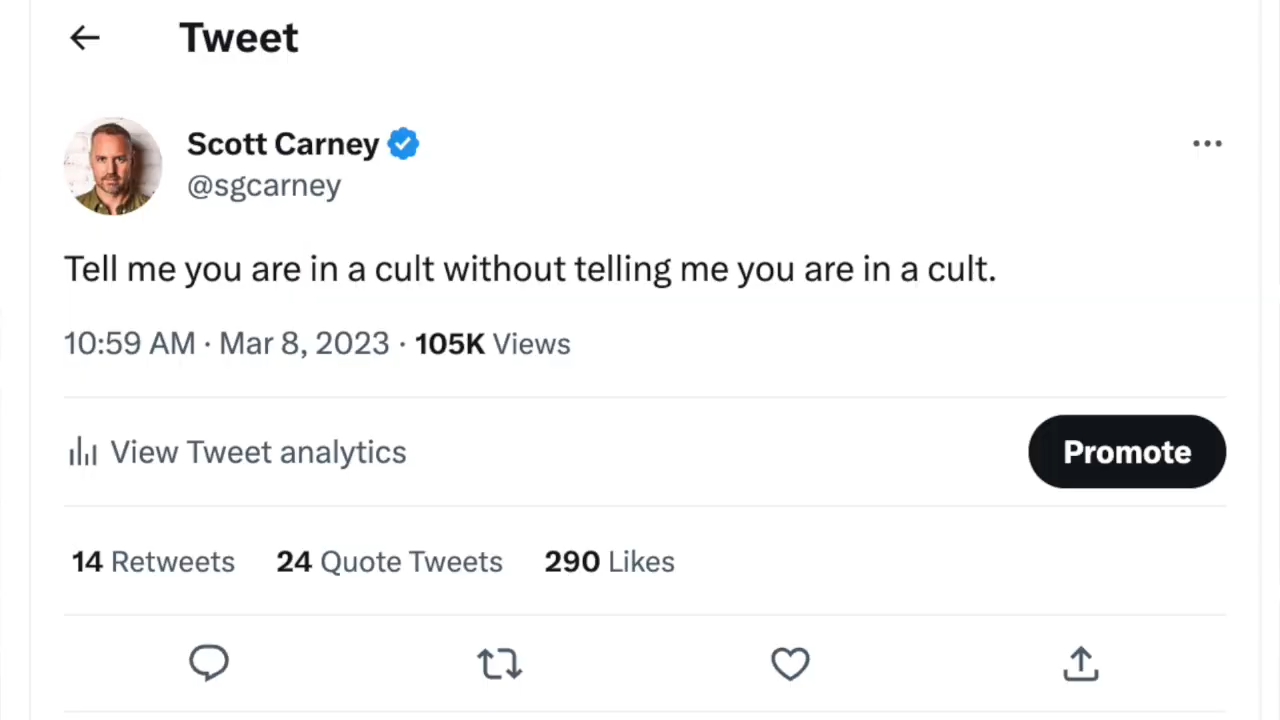 Tweet
Scott Carney
@sgcarney
Tell me you are in a cult without telling me you are in a cult.
10:59 AM · Mar 8, 2023 · 105K Views
View Tweet analytics
Promote
14 Retweets 24 Quote Tweets 290 Likes